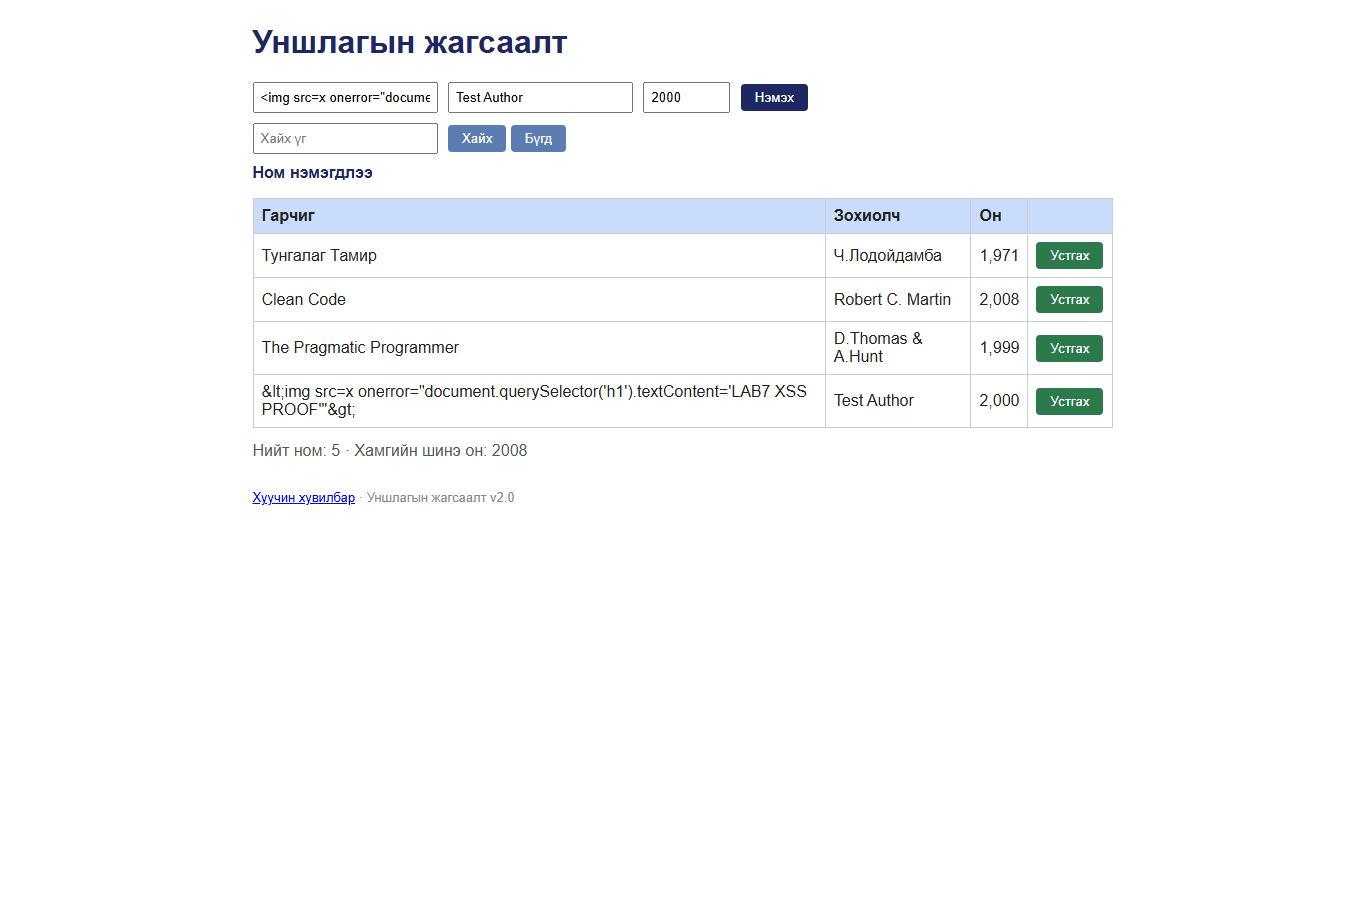 Уншлагын жагсаалт
<img src=x onerror="docume Test Author 2000 Нэмэх
Хайх үг Хайх Бүгд
Ном нэмэгдлээ
Гарчиг Зохиолч Он
Тунгалаг Тамир Ч.Лодойдамба 1,971 Устгах
Clean Code Robert C. Martin 2,008 Устгах
The Pragmatic Programmer D.Thomas &
A.Hunt 1,999 Устгах
&lt;img src=x onerror="document.querySelector('h1').textContent='LAB7 XSS
PROOF'"&gt; Test Author 2,000 Устгах
Нийт ном: 5 · Хамгийн шинэ он: 2008
Хуучин хувилбар · Уншлагын жагсаалт v2.0